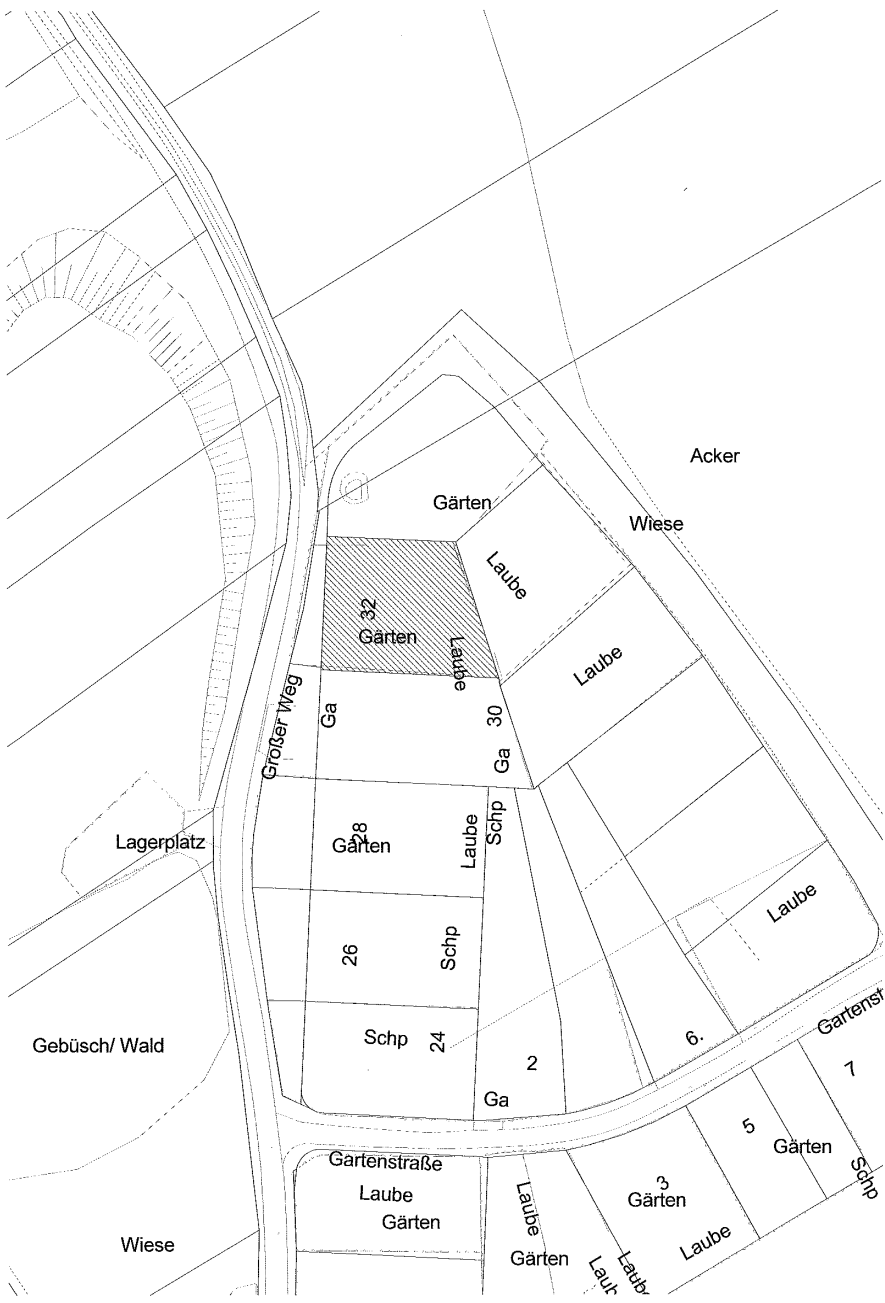 Acker
Gärten
Wiese
Laube
32
Gärten
Laube
Laube
Großer Weg
Ga
30
Ga
Lagerplatz
28
Gärten
Laube
Schp
Laube
26
Schp
Gebüsch/ Wald
Schp
24
2
6.
Gartenst
Ga
7
5
Gärten
Schp
Gartenstraße
Laube
Gärten
3
Gärten
Laube
Wiese
Laube
Gärten
Laub
Laube